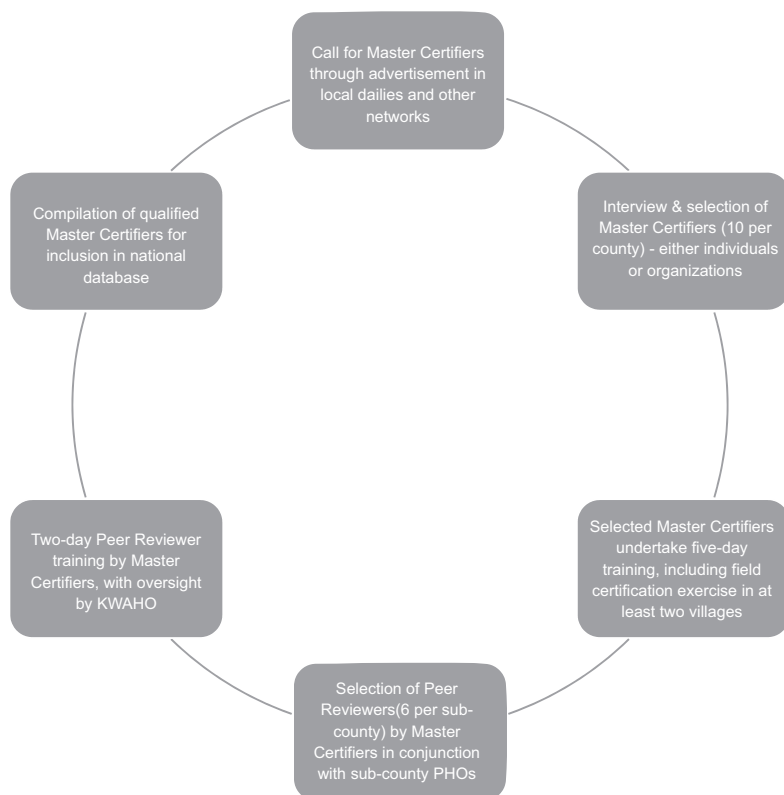 Call for Master Certifiers
through advertisement in
local dailies and other
networks
Interview & selection of
Master Certifiers (10 per
county) - either individuals
or organizations
Selected Master Certifiers
undertake five-day
training, including field
certification exercise in at
least two villages
Selection of Peer
Reviewers(6 per sub-
county) by Master
Certifiers in conjunction
with sub-county PHOs
Two-day Peer Reviewer
training by Master
Certifiers, with oversight
by KWAHO
Compilation of qualified
Master Certifiers for
inclusion in national
database